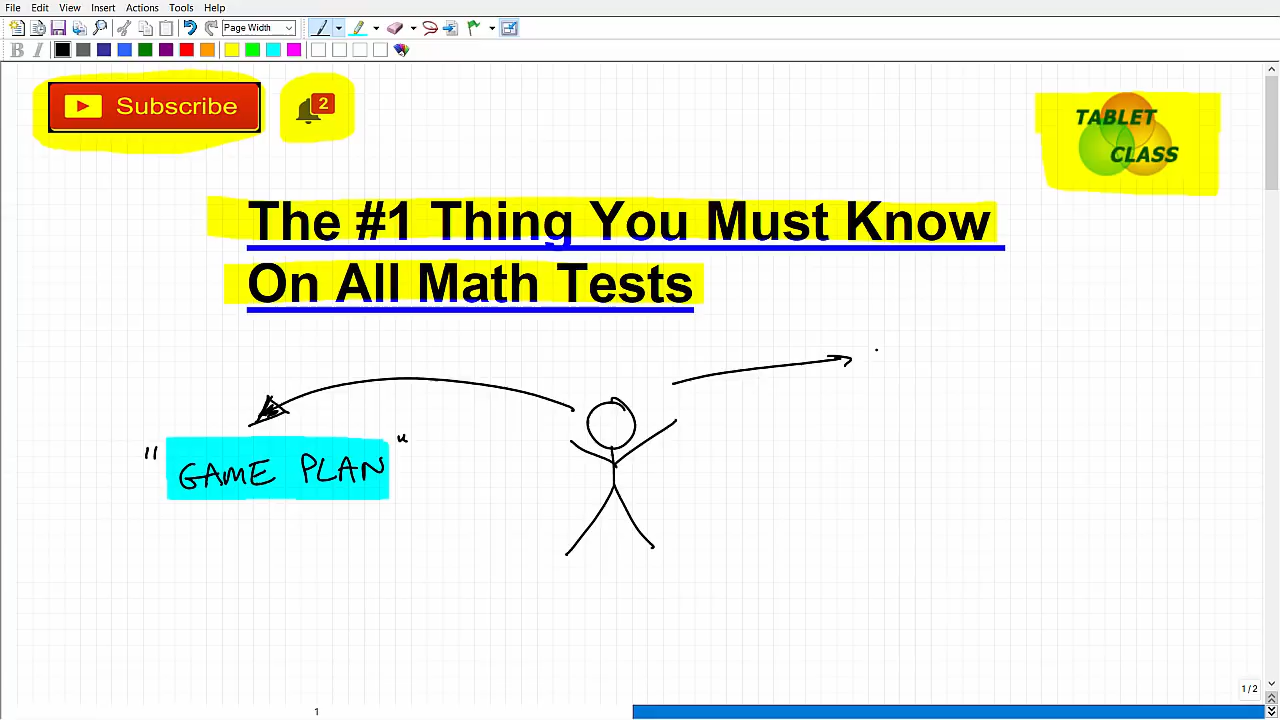 File Edit View Insert Actions Tools Help
Page Width
B I
Subscribe 2
TABLET
CLASS
The #1 Thing You Must Know
On All Math Tests
"GAME PLAN"
1/2
1